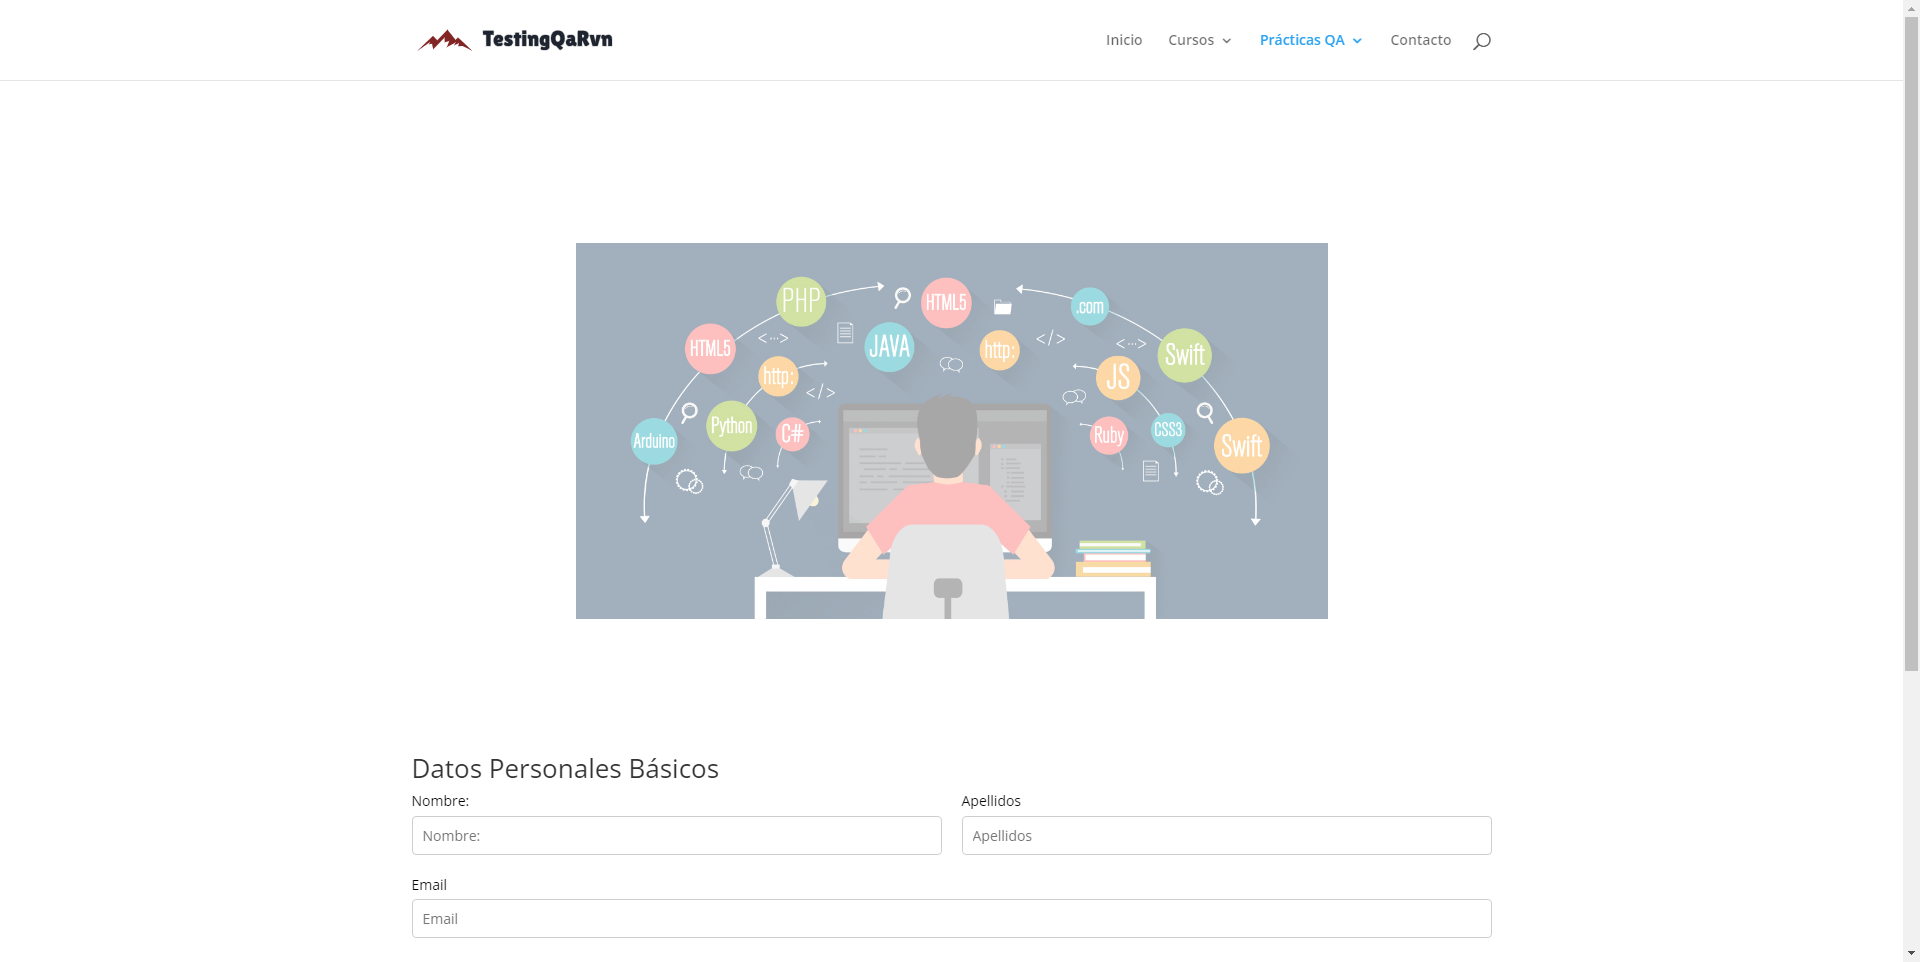 TestingQaRvn
Inicio Cursos Prácticas QA Contacto
PHP HTML5 .com
HTML5 JAVA http: Swift
http: </> JS
<···> <···>
Arduino Python C# </> Ruby CSS3 Swift
Datos Personales Básicos
Nombre: Apellidos
Nombre: Apellidos
Email
Email